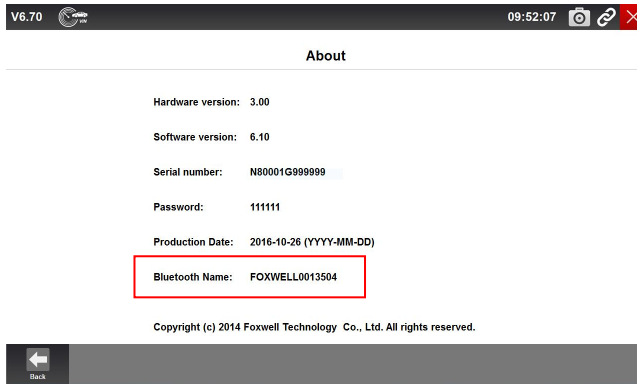 V6.70 VIN 09:52:07
About
Hardware version: 3.00
Software version: 6.10
Serial number: N80001G999999
Password: 111111
Production Date: 2016-10-26 (YYYY-MM-DD)
Bluetooth Name: FOXWELL0013504
Copyright (c) 2014 Foxwell Technology Co., Ltd. All rights reserved.
Back